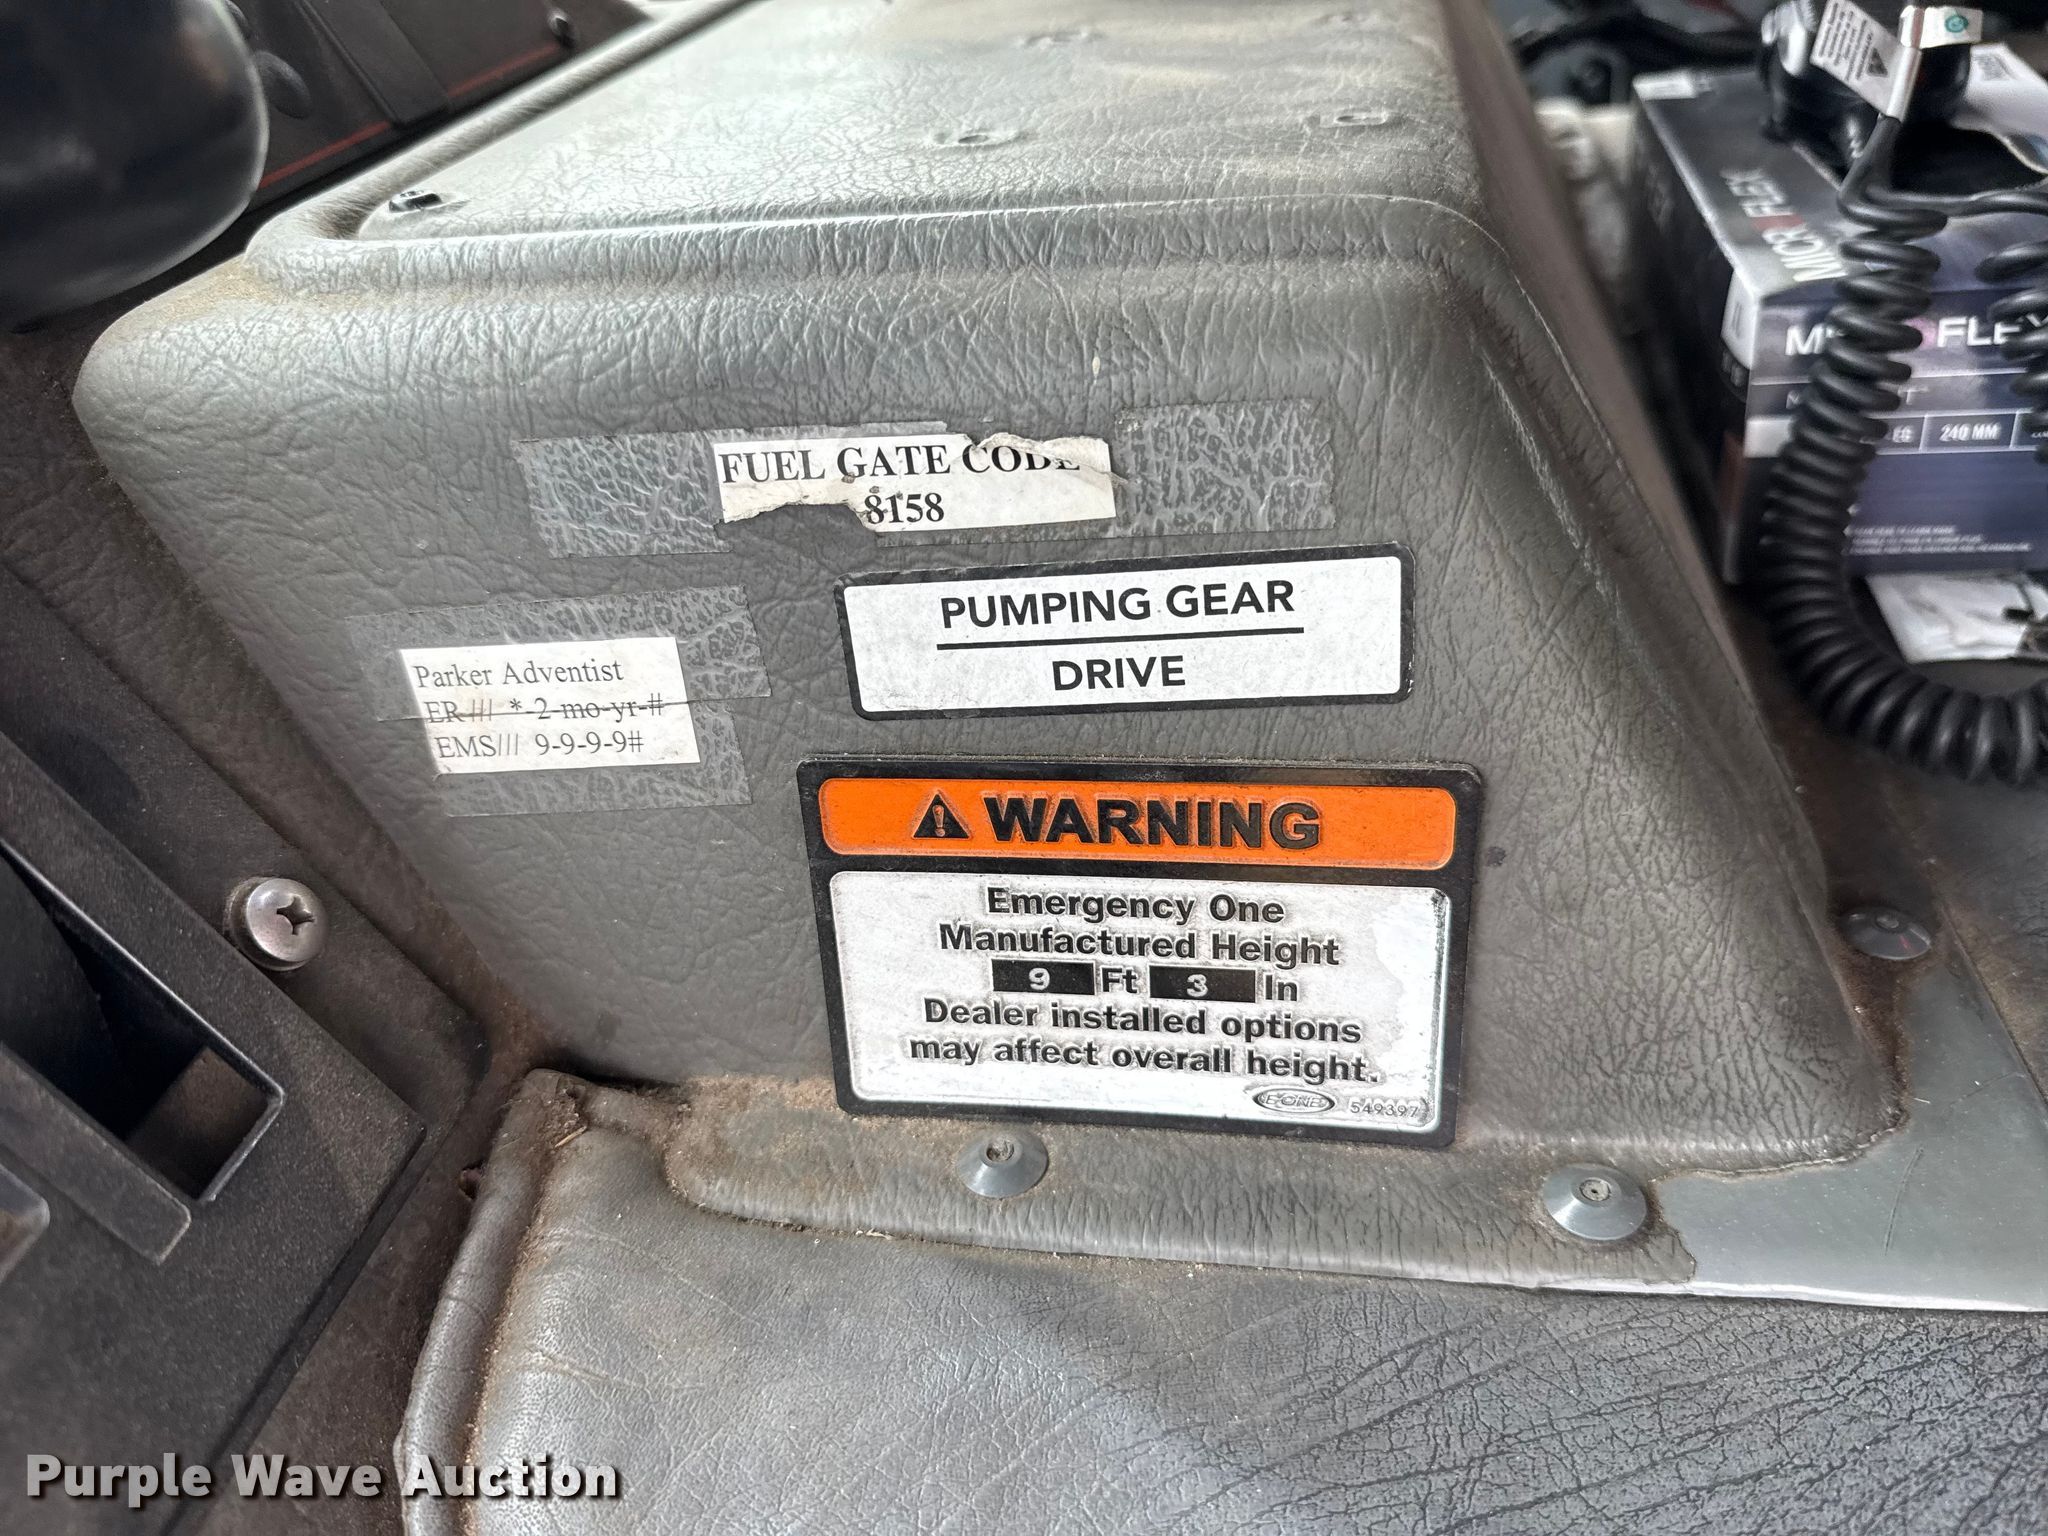 FUEL GATE CODE
8158
PUMPING GEAR
DRIVE
Parker Adventist
ER /// * 2-mo-yr-#
EMS/// 9-9-9-9#
WARNING
Emergency One
Manufactured Height
9 Ft 3 In
Dealer installed options
may affect overall height.
E-ONE 549397
FLEX
240 MM
Purple Wave Auction